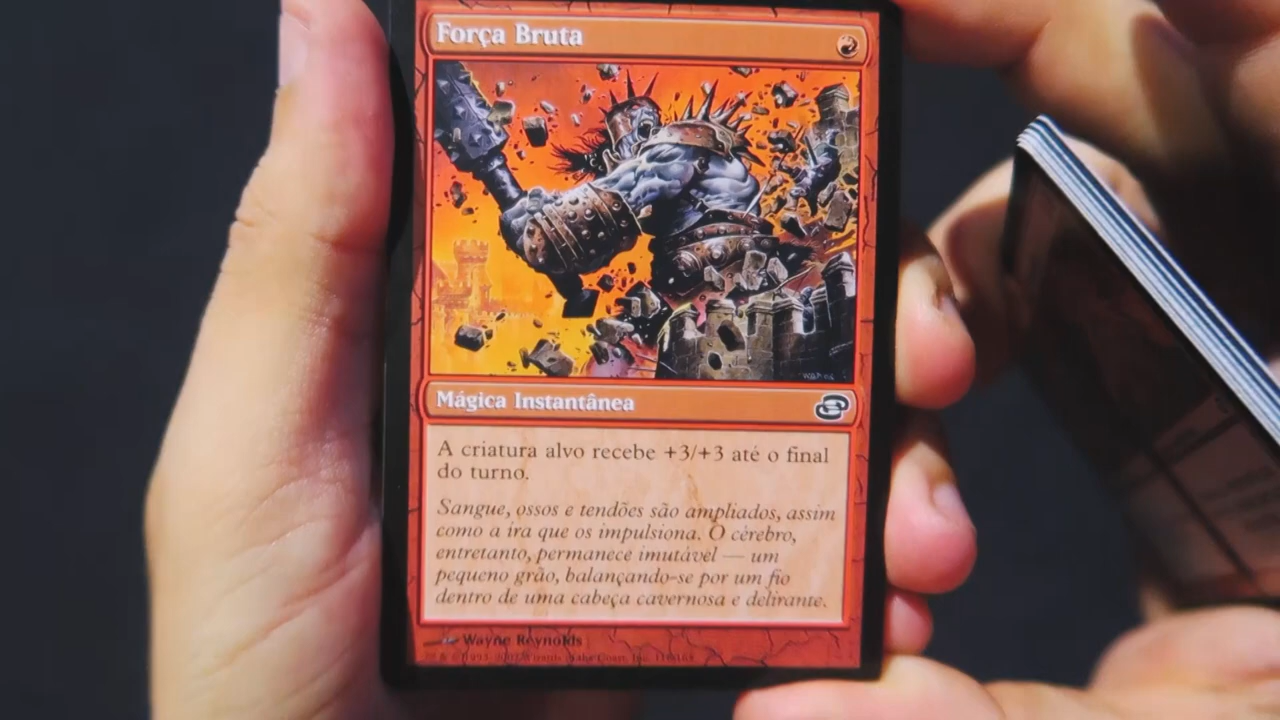 Força Bruta
Mágica Instantânea
A criatura alvo recebe +3/+3 até o final
do turno.
Sangue, ossos e tendões são ampliados, assim
como a ira que os impulsiona. O cérebro,
entretanto, permanece imutável — um
pequeno grão, balançando-se por um fio
dentro de uma cabeça cavernosa e delirante.
Wayne Reynolds